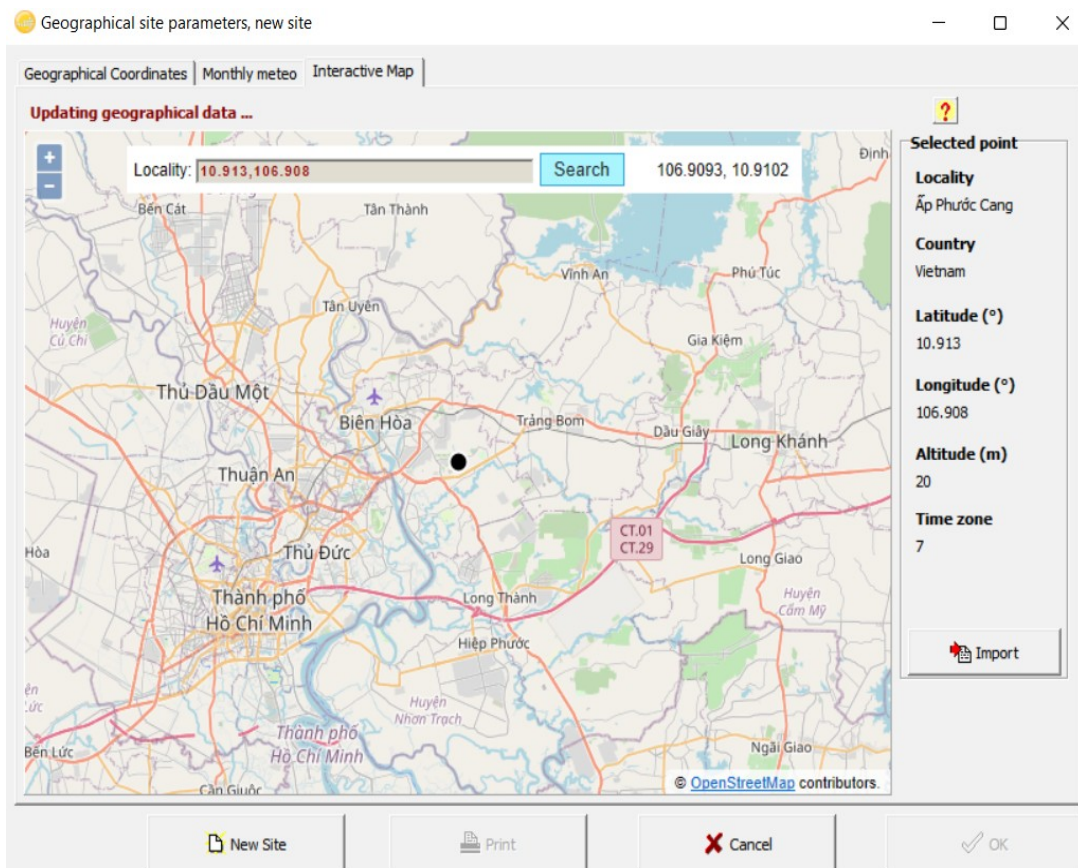 Geographical site parameters, new site
Geographical Coordinates Monthly meteo Interactive Map
Updating geographical data ...
?
+
-
Locality: 10.913,106.908 Search 106.9093, 10.9102
Định
Bến Cát Tân Thành
Vĩnh An Phú Túc
Tân Uyên
Huyện
Củ Chi
Gia Kiệm
Thủ Dầu Một
Biên Hòa Trảng Bom Dầu Giây Long Khánh
Thuận An
CT.01
CT.29
Hòa
Thủ Đức Long Giao
Thành phố
Hồ Chí Minh
Long Thành
Huyện
Cẩm Mỹ
Hiệp Phước
Huyện
Nhơn Trạch
Thành phố
Hồ Chí Minh
Bến Lức
Ngãi Giao
Cần Giuộc
© OpenStreetMap contributors.
Selected point
Locality
Ấp Phước Cang
Country
Vietnam
Latitude (°)
10.913
Longitude (°)
106.908
Altitude (m)
20
Time zone
7
Import
New Site Print Cancel OK